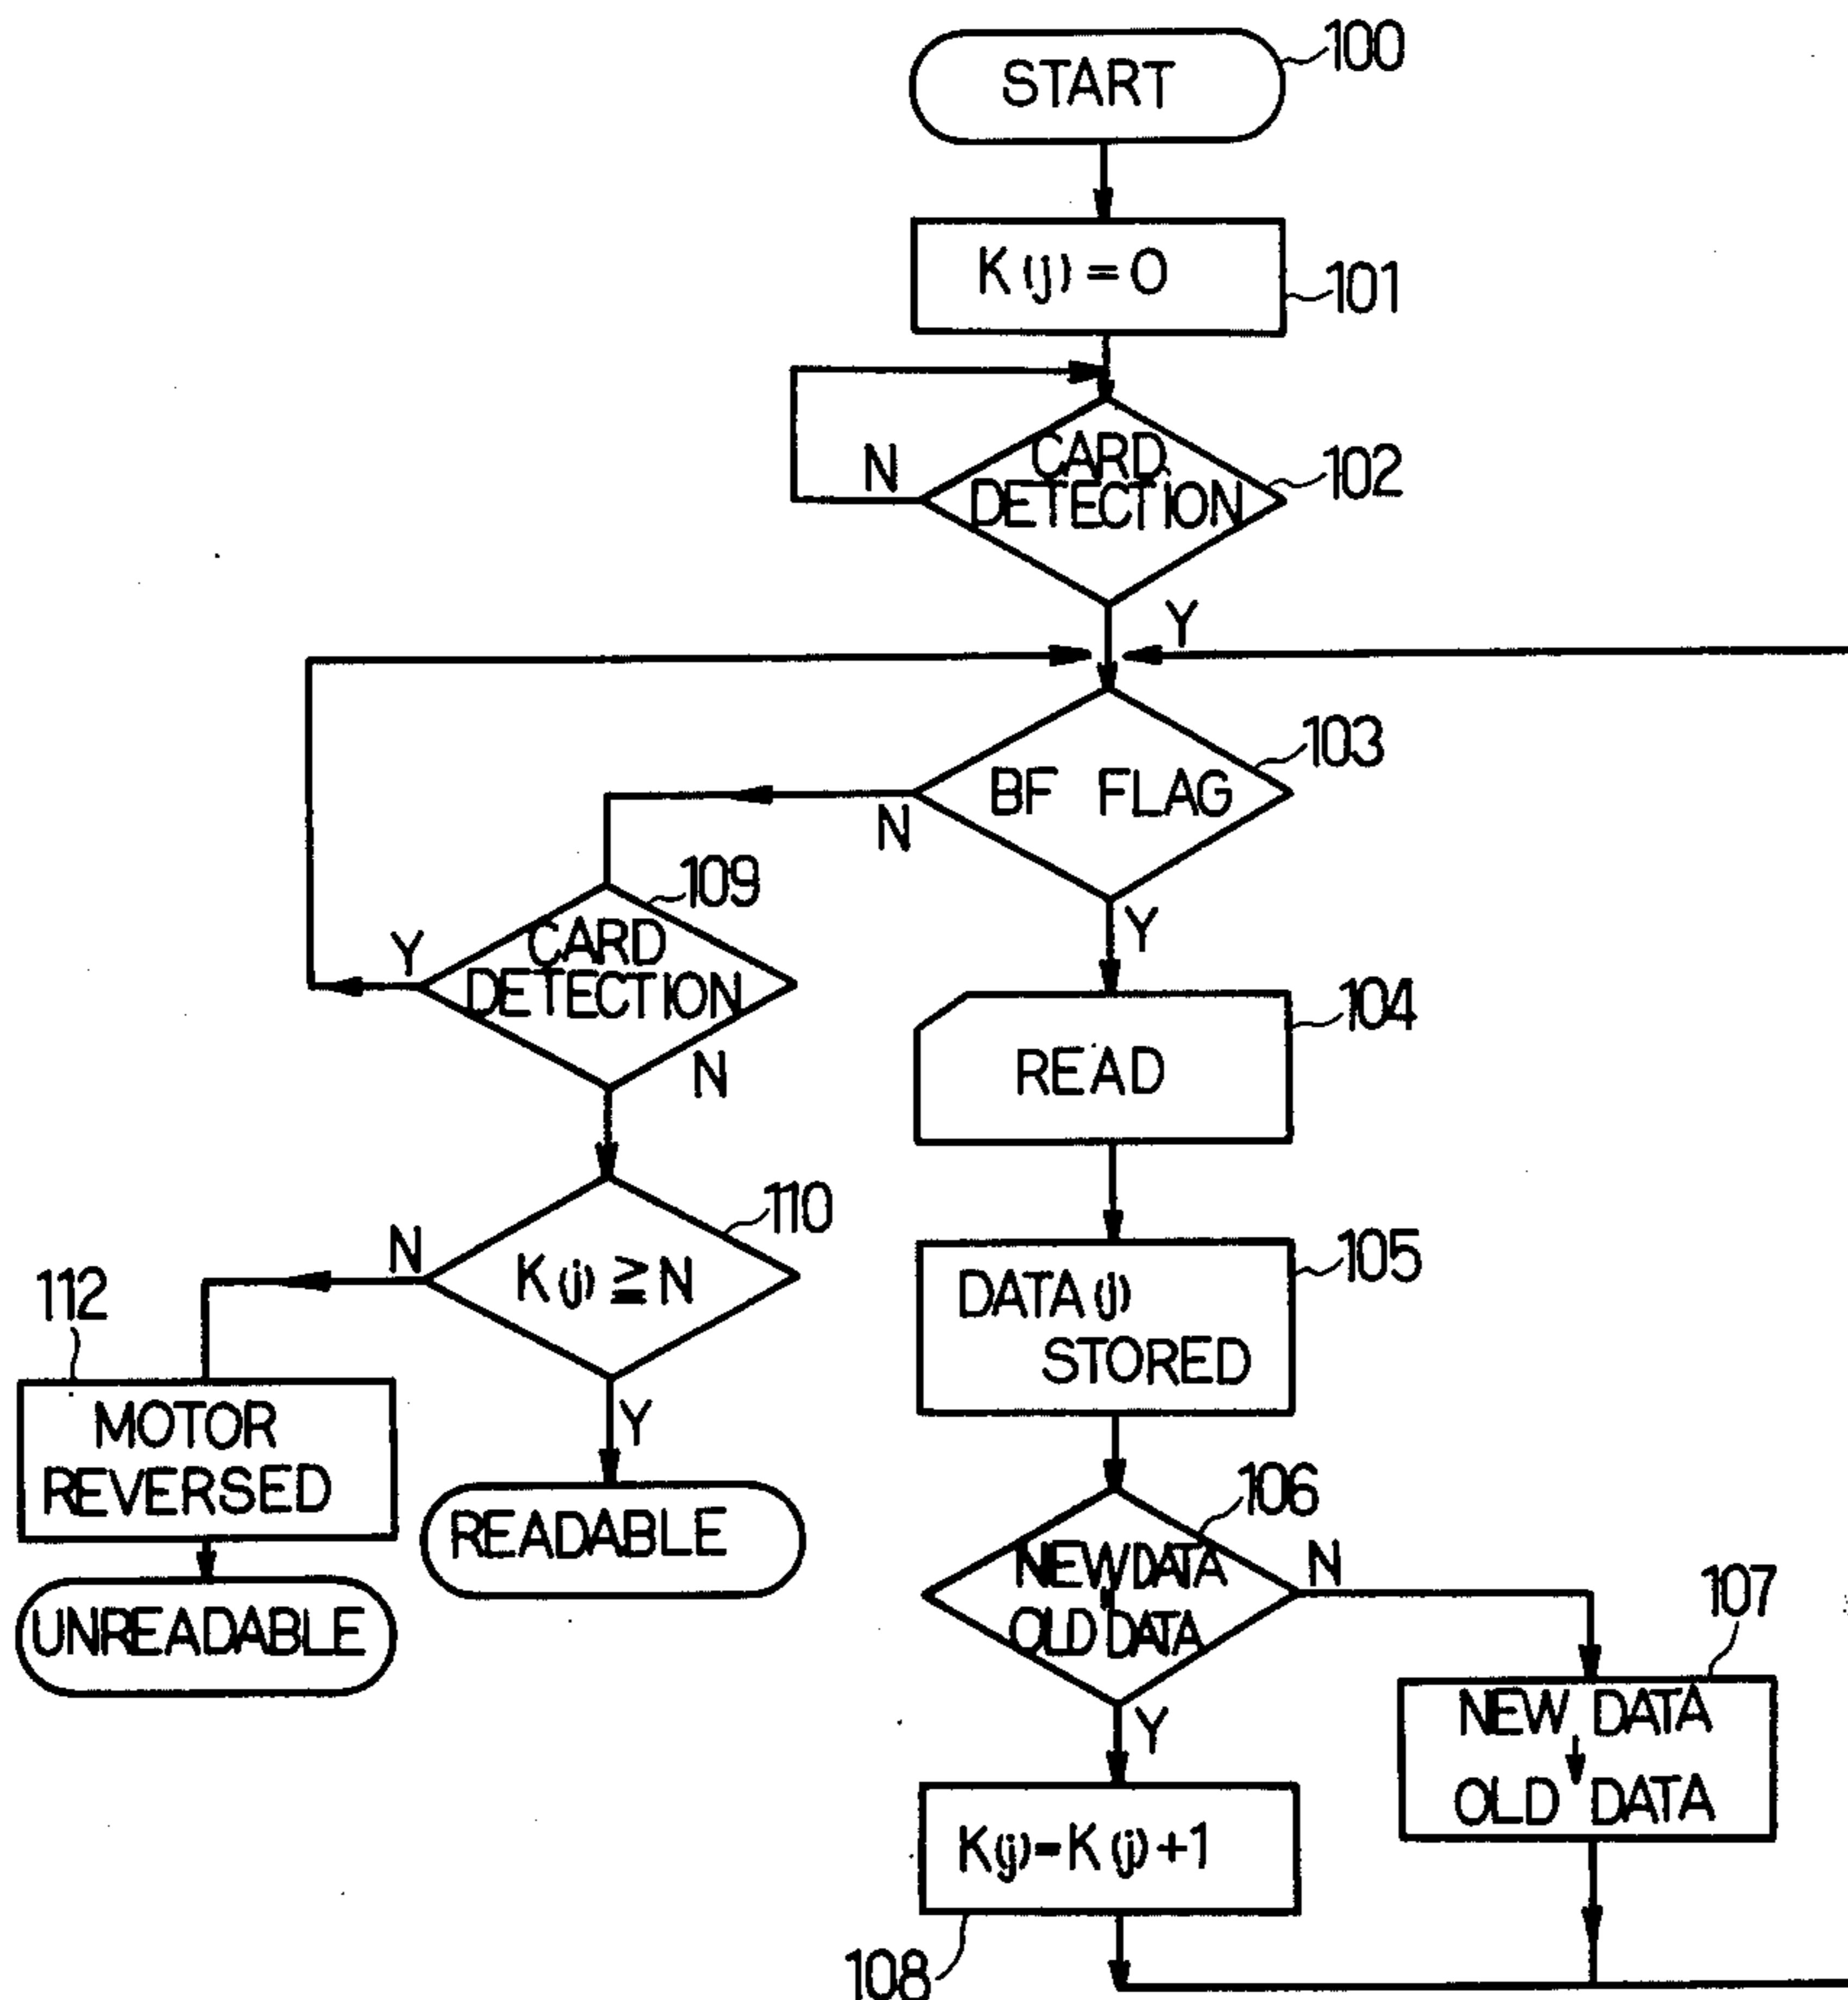 START
100
K(j)=0
101
N
CARD
DETECTION
102
Y
BF FLAG
103
N
Y
109
CARD
DETECTION
Y
N
READ
104
110
K(j)≧N
N
Y
DATA(j)
STORED
105
112
MOTOR
REVERSED
READABLE
UNREADABLE
106
NEW DATA
=
OLD DATA
N
Y
107
NEW DATA
↓
OLD DATA
K(j)=K(j)+1
108